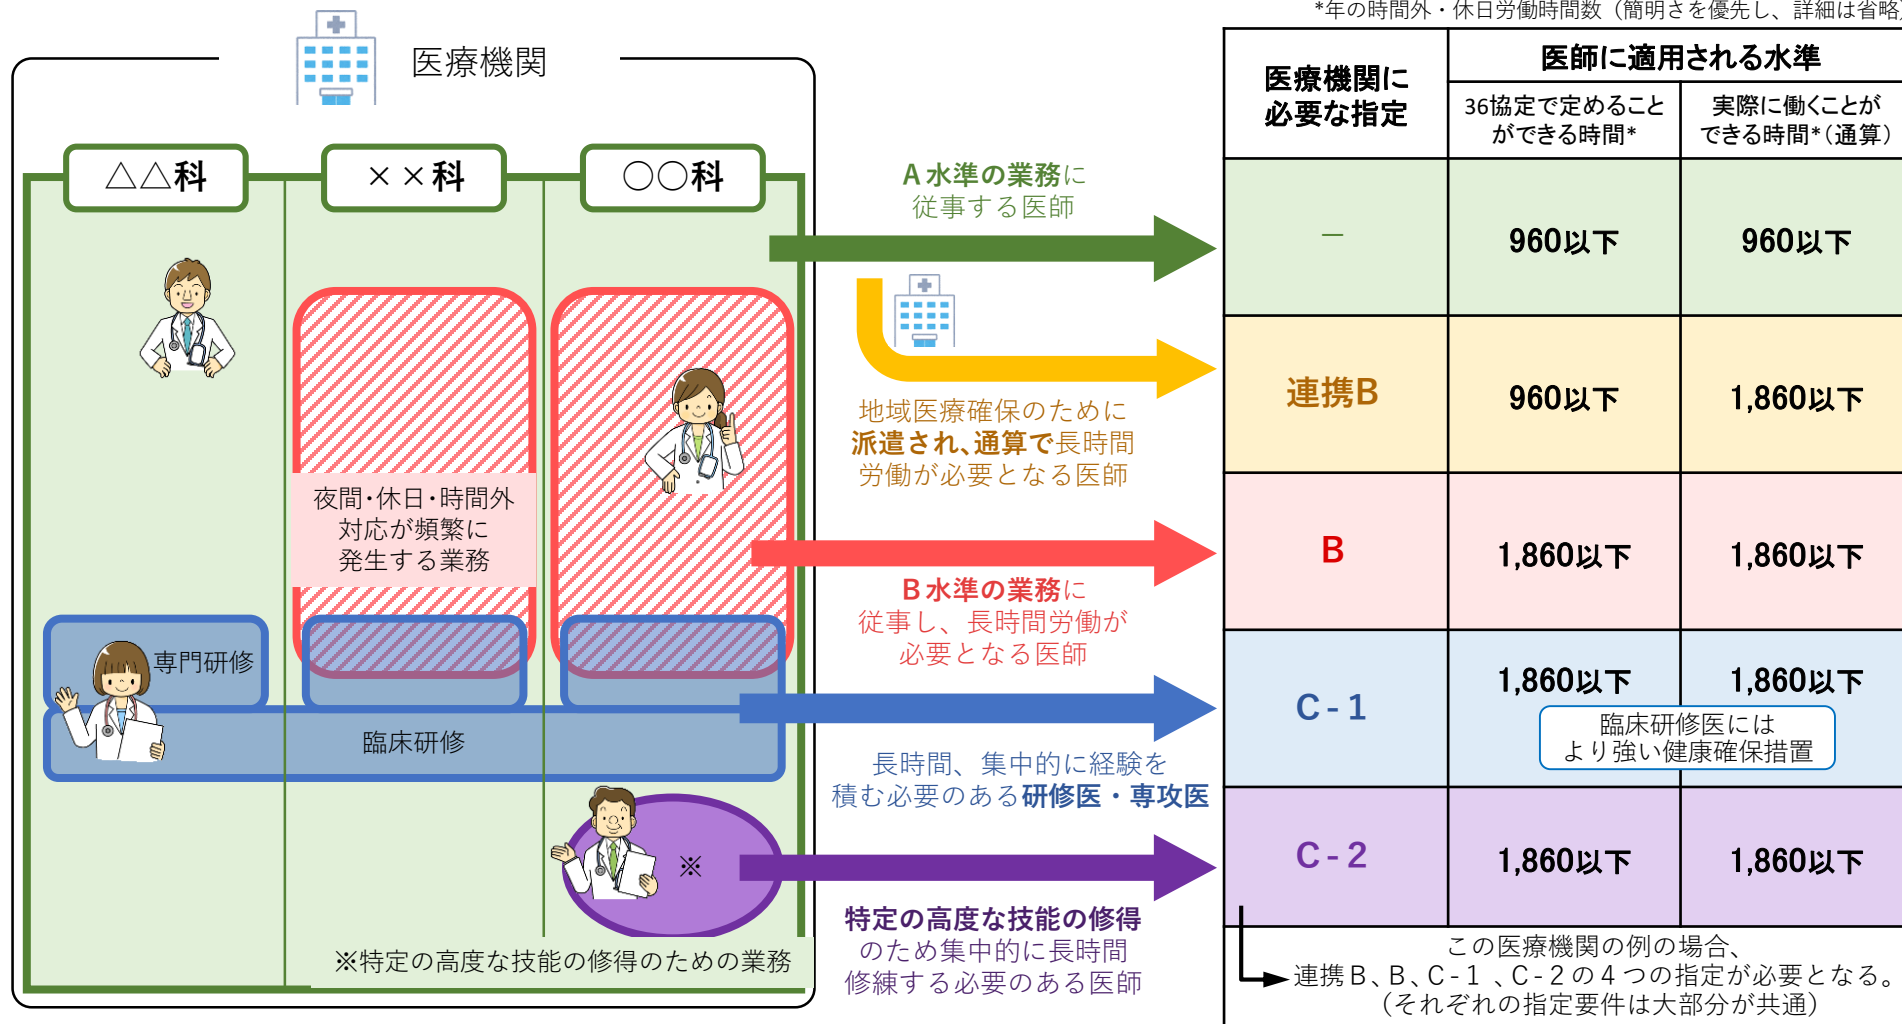 *年の時間外・休日労働時間数（簡明さを優先し、詳細は省略）
医療機関
△△科
××科
○○科
夜間・休日・時間外
対応が頻繁に
発生する業務
専門研修
臨床研修
※
※特定の高度な技能の修得のための業務
A水準の業務に
従事する医師
地域医療確保のために
派遣され、通算で長時間
労働が必要となる医師
B水準の業務に
従事し、長時間労働が
必要となる医師
長時間、集中的に経験を
積む必要のある研修医・専攻医
特定の高度な技能の修得
のため集中的に長時間
修練する必要のある医師
医療機関に
必要な指定
医師に適用される水準
36協定で定めること
ができる時間*
実際に働くことが
できる時間*（通算）
－
960以下
960以下
連携B
960以下
1,860以下
B
1,860以下
1,860以下
C-1
1,860以下
1,860以下
臨床研修医には
より強い健康確保措置
C-2
1,860以下
1,860以下
この医療機関の例の場合、
連携Ｂ、Ｂ、Ｃ-１、Ｃ-２の４つの指定が必要となる。
（それぞれの指定要件は大部分が共通）